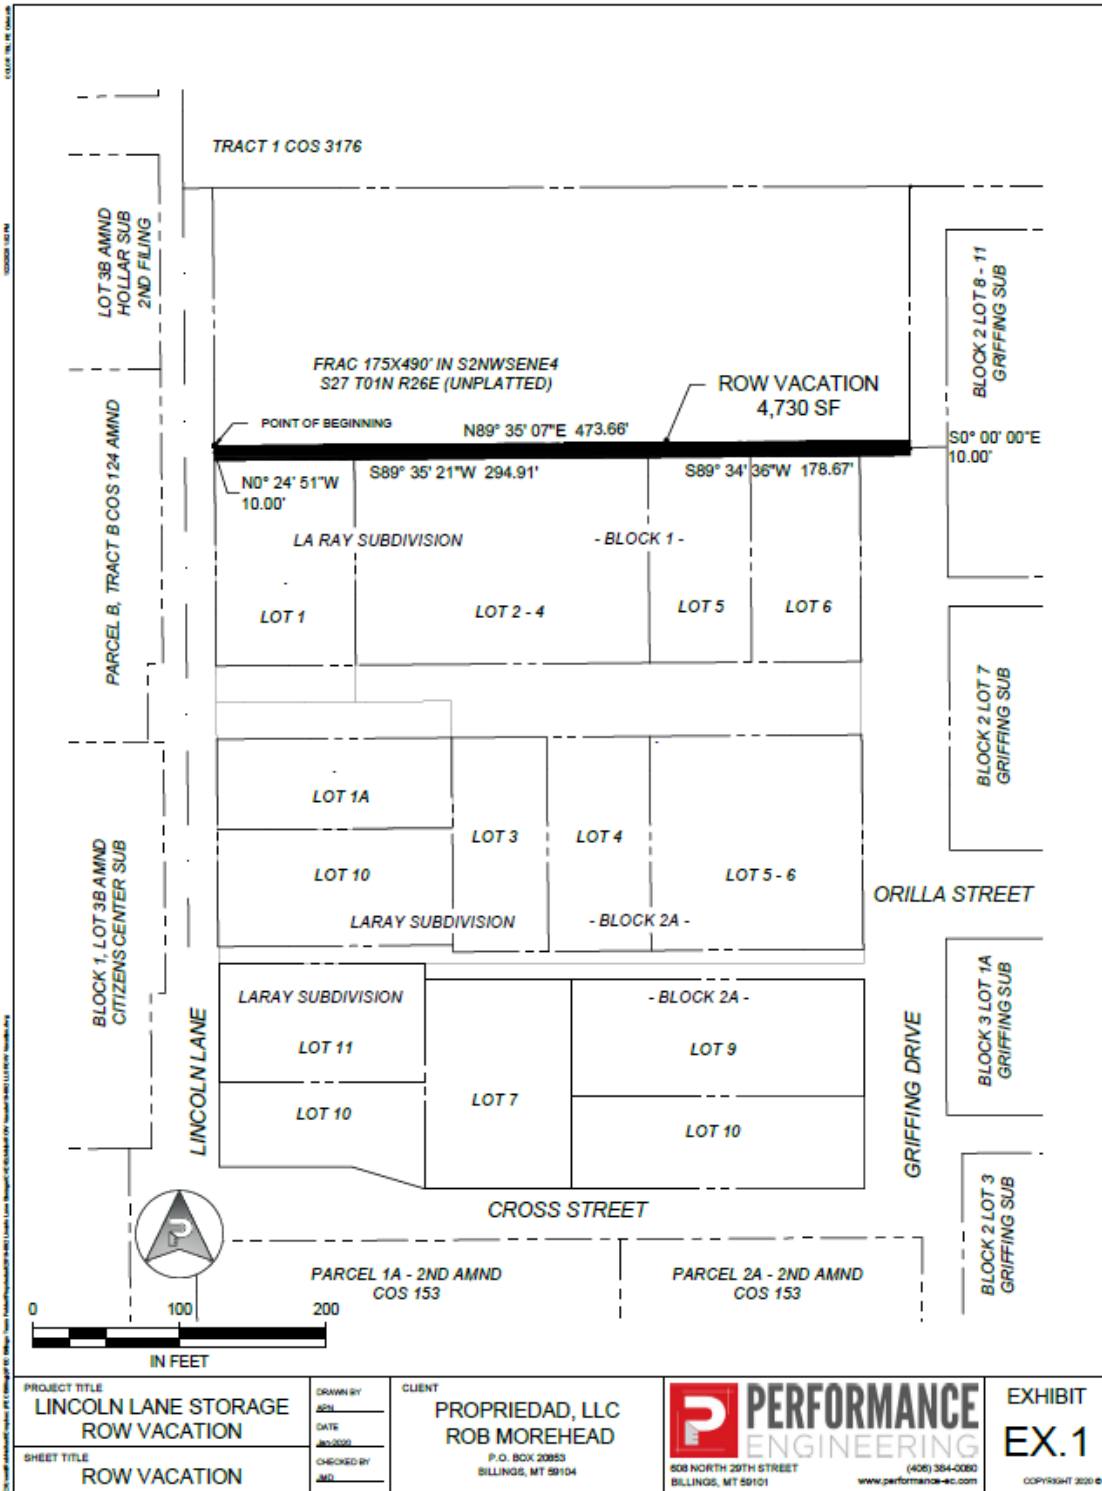 TRACT 1 COS 3176
LOT 3B AMND
HOLLAR SUB
2ND FILING
BLOCK 2 LOT 8 - 11
GRIFFING SUB
FRAC 175X490' IN S2NWSENE4
S27 T01N R26E (UNPLATTED)
ROW VACATION
4,730 SF
POINT OF BEGINNING
N89° 35' 07"E 473.66'
S0° 00' 00"E
10.00'
N0° 24' 51"W
10.00'
S89° 35' 21"W 294.91'
S89° 34' 36"W 178.67'
PARCEL B, TRACT B COS 124 AMND
LA RAY SUBDIVISION
- BLOCK 1 -
LOT 1
LOT 2 - 4
LOT 5
LOT 6
BLOCK 2 LOT 7
GRIFFING SUB
LOT 1A
LOT 3
LOT 4
LOT 10
LOT 5 - 6
BLOCK 1, LOT 3B AMND
CITIZENS CENTER SUB
ORILLA STREET
LARAY SUBDIVISION
- BLOCK 2A -
LARAY SUBDIVISION
- BLOCK 2A -
LOT 11
LOT 9
LOT 10
LOT 7
LOT 10
LINCOLN LANE
GRIFFING DRIVE
BLOCK 3 LOT 1A
GRIFFING SUB
CROSS STREET
BLOCK 2 LOT 3
GRIFFING SUB
PARCEL 1A - 2ND AMND
COS 153
PARCEL 2A - 2ND AMND
COS 153
0 100 200
IN FEET
PROJECT TITLE
LINCOLN LANE STORAGE
ROW VACATION
SHEET TITLE
ROW VACATION
DRAWN BY
APN
DATE
Jan-2020
CHECKED BY
JMD
CLIENT
PROPRIEDAD, LLC
ROB MOREHEAD
P.O. BOX 20853
BILLINGS, MT 59104
PERFORMANCE
ENGINEERING
608 NORTH 29TH STREET
BILLINGS, MT 59101
(406) 384-0080
www.performance-ec.com
EXHIBIT
EX.1
COPYRIGHT 2020 ©